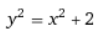 y² = x² + 2